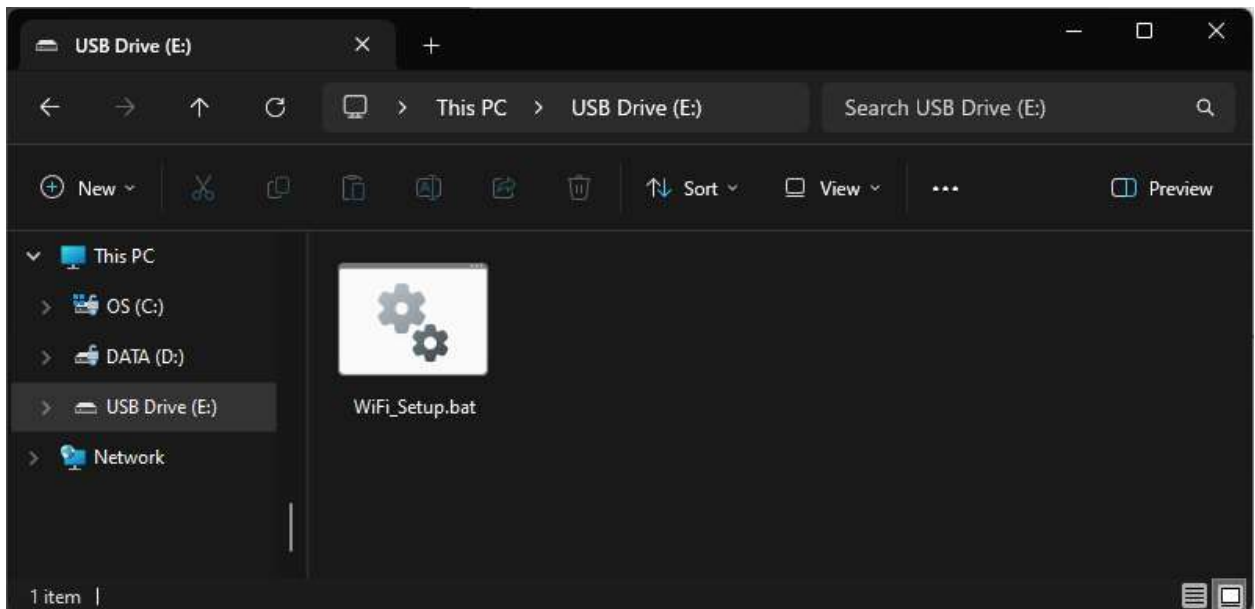 USB Drive (E:)
This PC > USB Drive (E:)
Search USB Drive (E:)
New
Sort
View
Preview
This PC
OS (C:)
DATA (D:)
USB Drive (E:)
Network
WiFi_Setup.bat
1 item